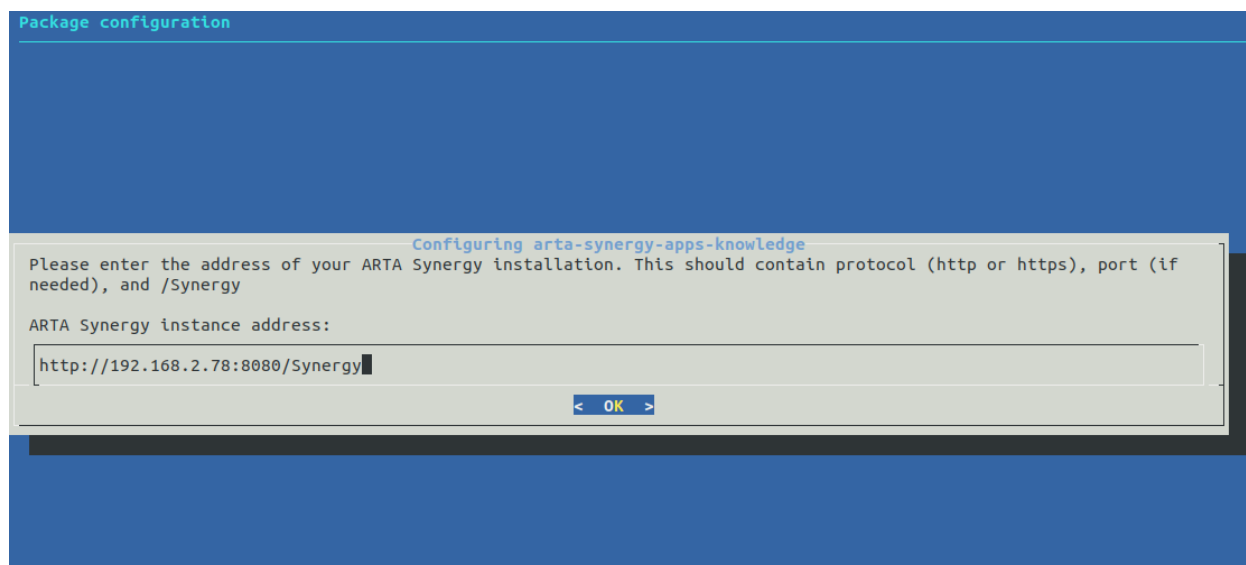 Package configuration
Configuring arta-synergy-apps-knowledge
Please enter the address of your ARTA Synergy installation. This should contain protocol (http or https), port (if
needed), and /Synergy
ARTA Synergy instance address:
http://192.168.2.78:8080/Synergy
< OK >